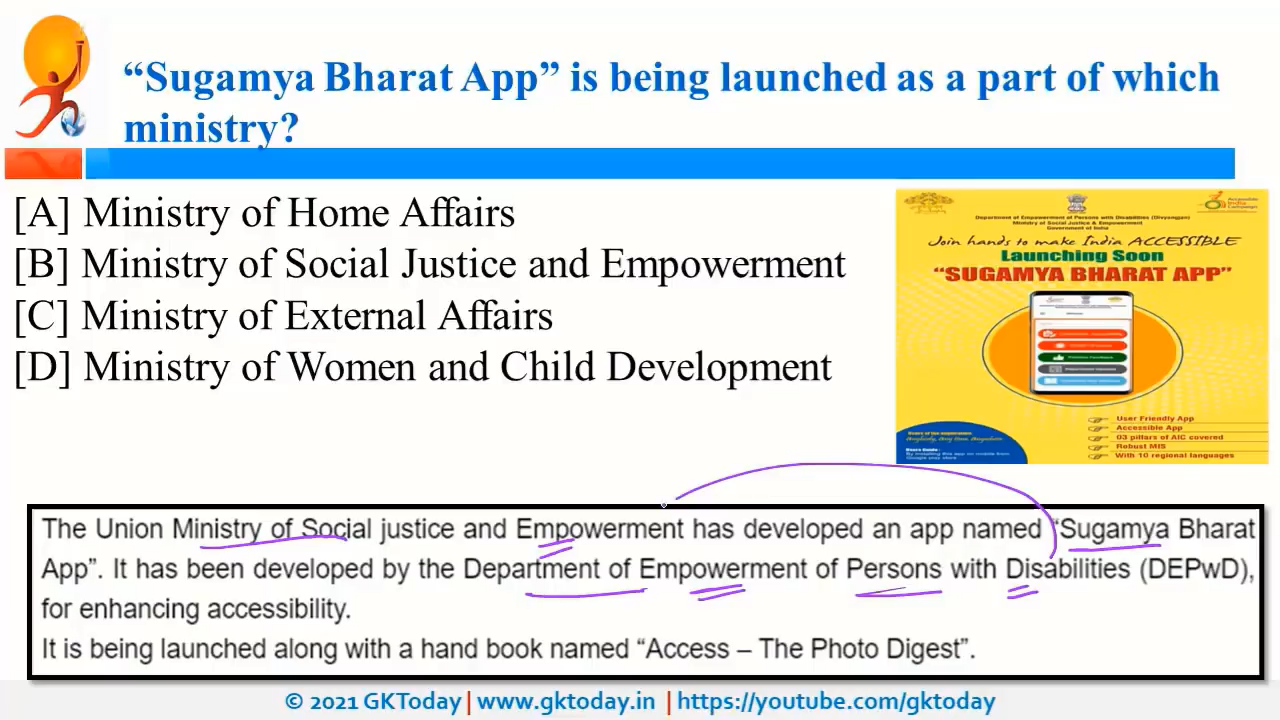 “Sugamya Bharat App” is being launched as a part of which
ministry?
[A] Ministry of Home Affairs
[B] Ministry of Social Justice and Empowerment
[C] Ministry of External Affairs
[D] Ministry of Women and Child Development
Accessible
India
Campaign
Department of Empowerment of Persons with Disabilities (Divyangjan)
Ministry of Social Justice & Empowerment
Government of India
Join hands to make India ACCESSIBLE
Launching Soon
“SUGAMYA BHARAT APP”
User Friendly App
Accessible App
03 pillars of AIC covered
Robust MIS
With 10 regional languages
The Union Ministry of Social justice and Empowerment has developed an app named “Sugamya Bharat
App”. It has been developed by the Department of Empowerment of Persons with Disabilities (DEPwD),
for enhancing accessibility.
It is being launched along with a hand book named “Access – The Photo Digest”.
© 2021 GKToday | www.gktoday.in | https://youtube.com/gktoday